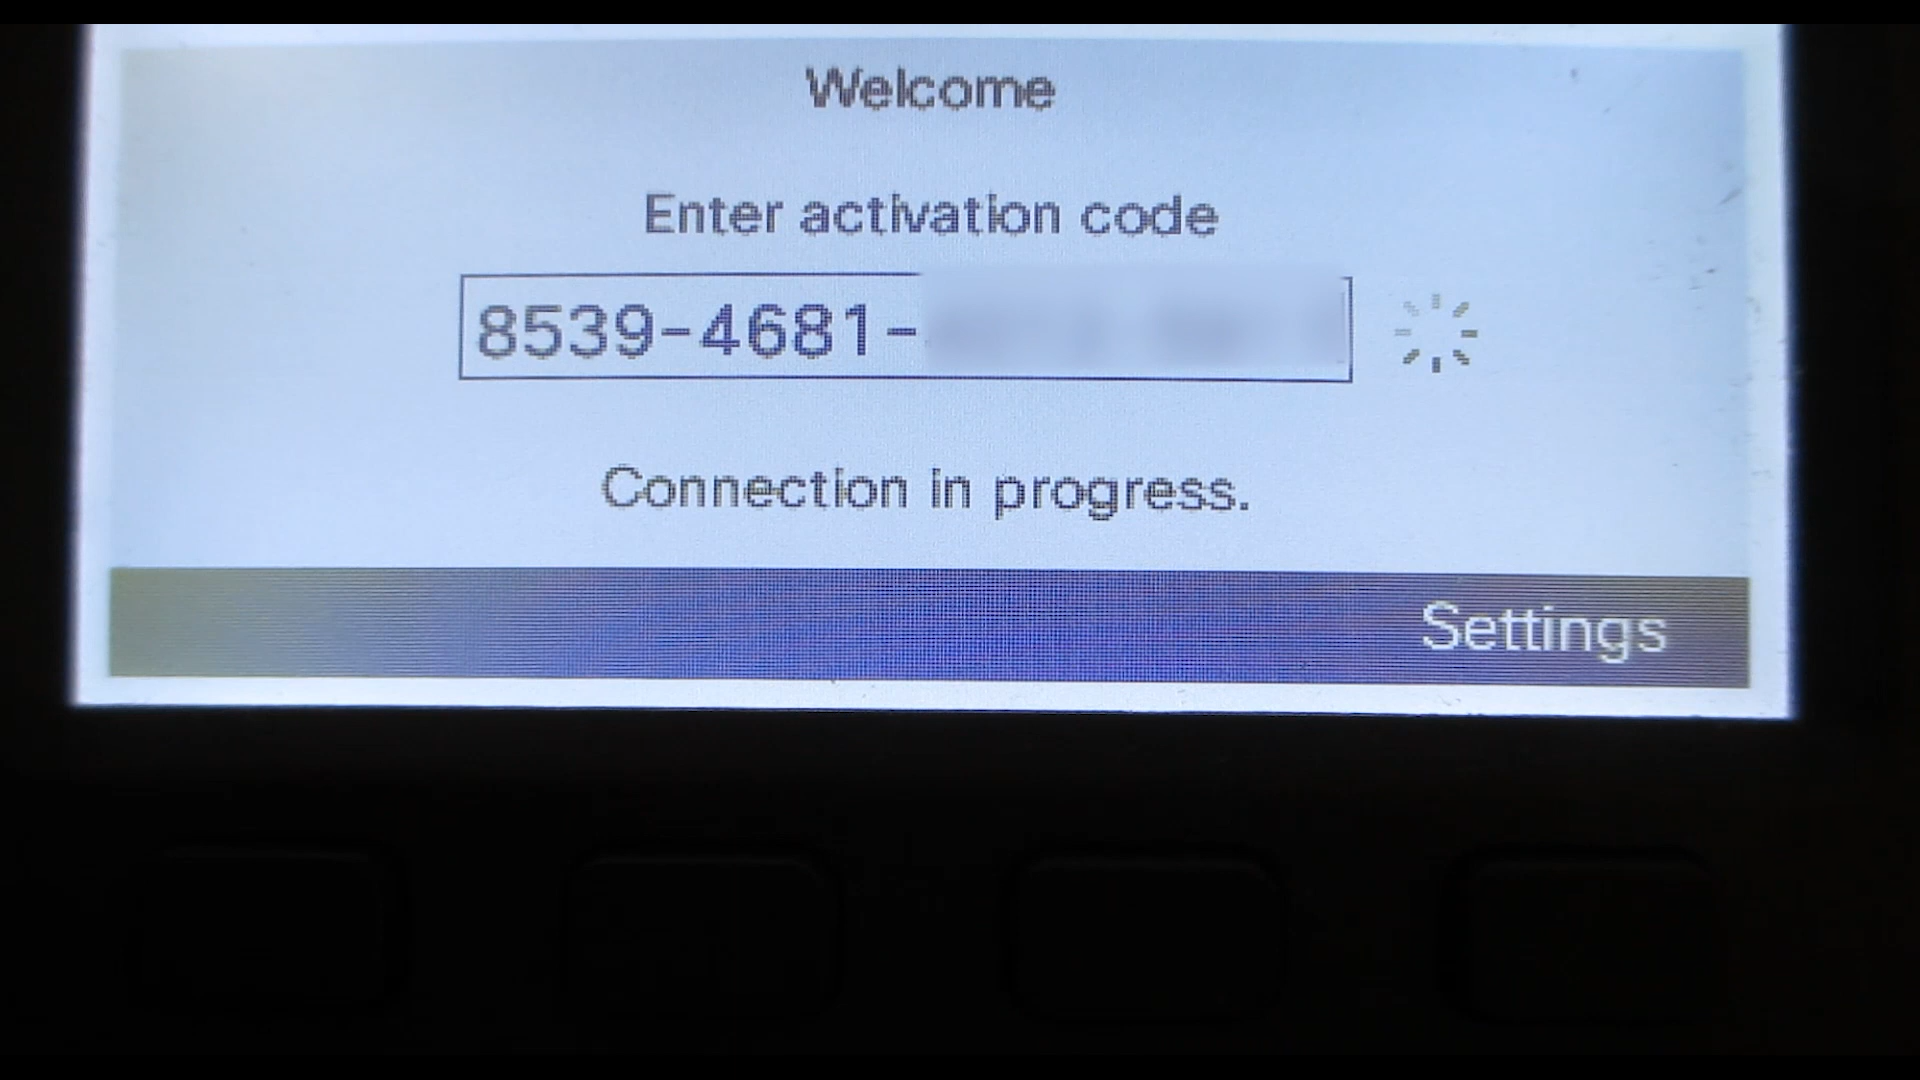 Welcome
Enter activation code
8539-4681-
Connection in progress.
Settings